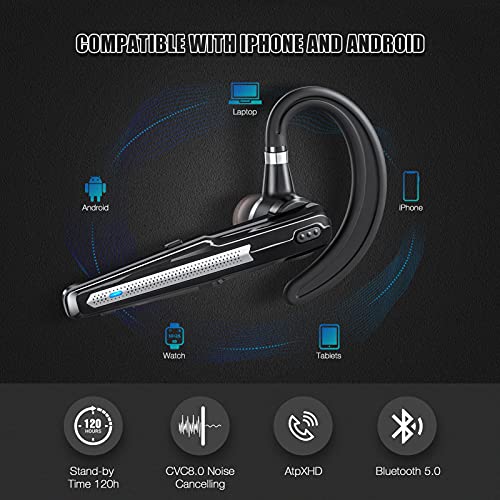 COMPATIBLE WITH IPHONE AND ANDROID
Laptop
Android
iPhone
Watch
Tablets
120
HOURS
Stand-by
Time 120h
CVC8.0 Noise
Cancelling
AtpXHD
Bluetooth 5.0